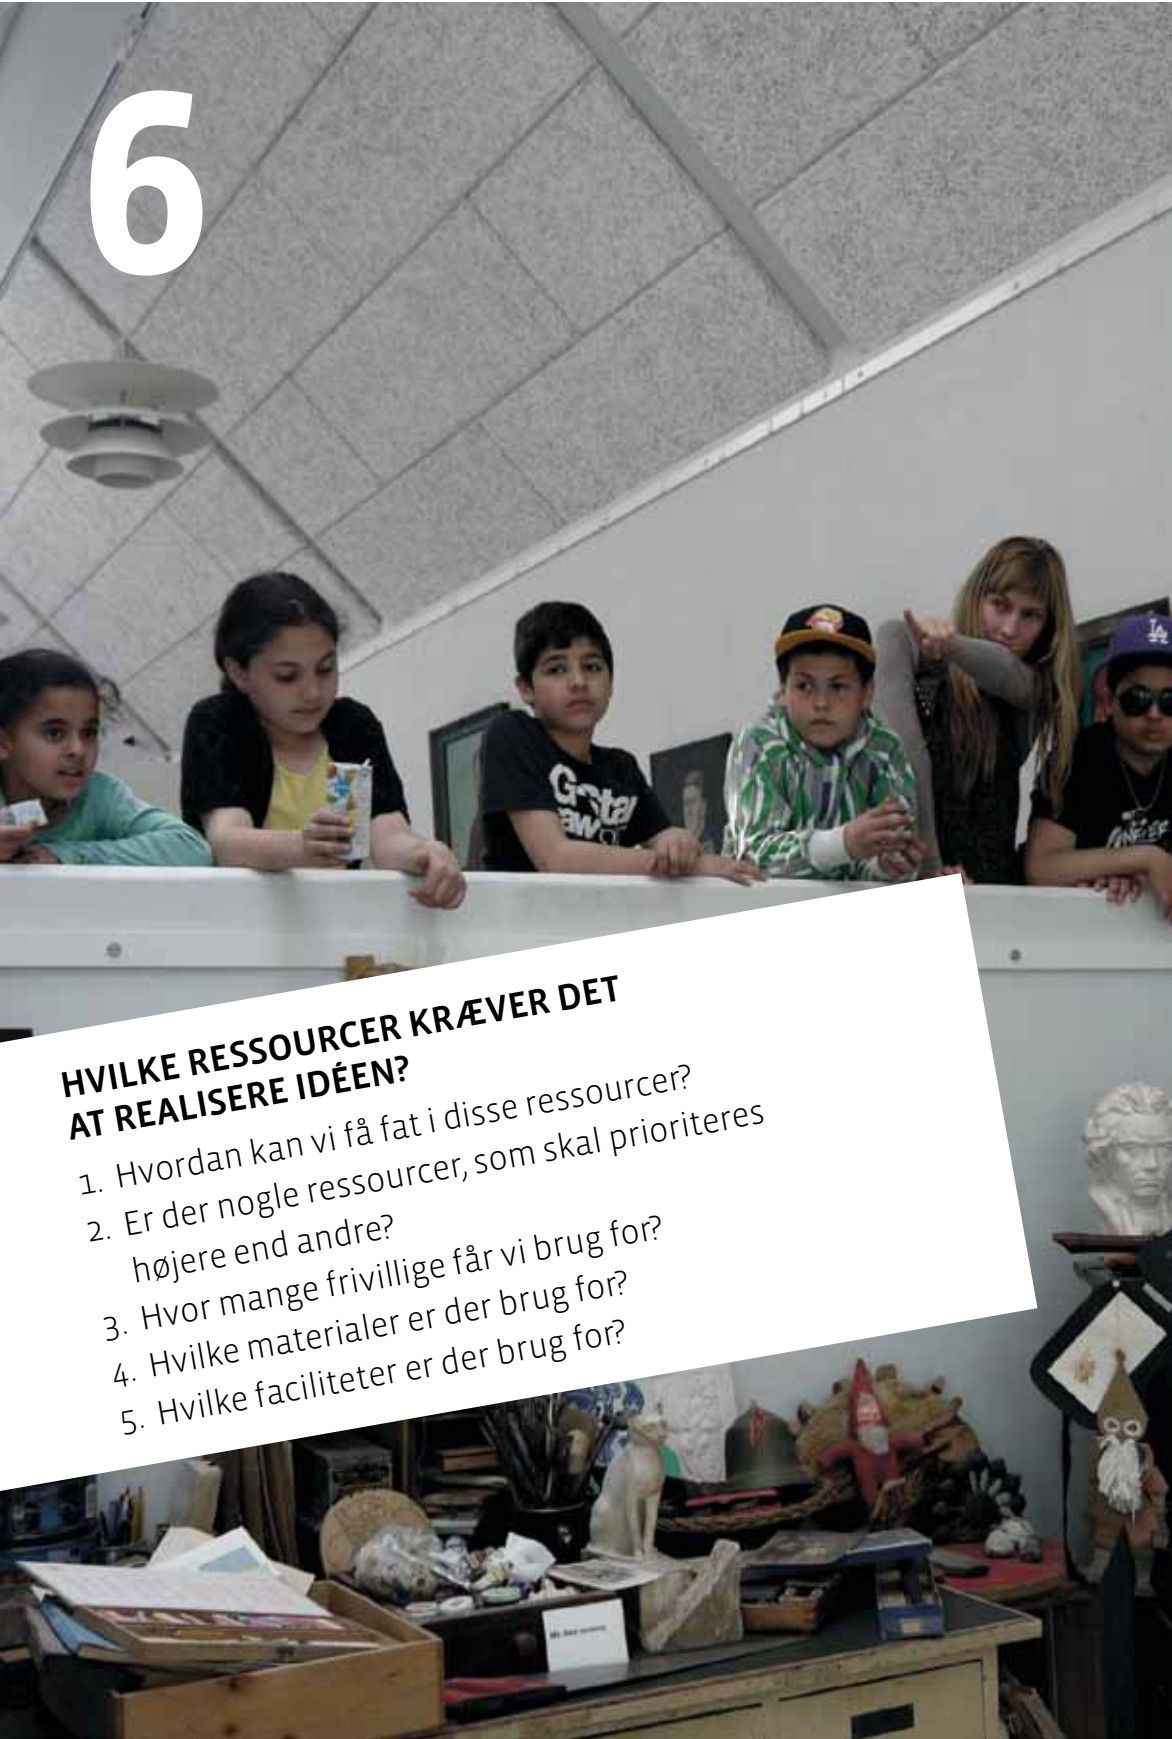 6
LA
HVILKE RESSOURCER KRÆVER DET
AT REALISERE IDÉEN?
1. Hvordan kan vi få fat i disse ressourcer?
2. Er der nogle ressourcer, som skal prioriteres
højere end andre?
3. Hvor mange frivillige får vi brug for?
4. Hvilke materialer er der brug for?
5. Hvilke faciliteter er der brug for?